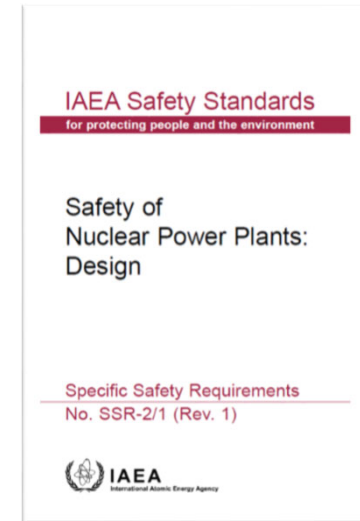 IAEA Safety Standards
for protecting people and the environment
Safety of
Nuclear Power Plants:
Design
Specific Safety Requirements
No. SSR-2/1 (Rev. 1)
IAEA
International Atomic Energy Agency